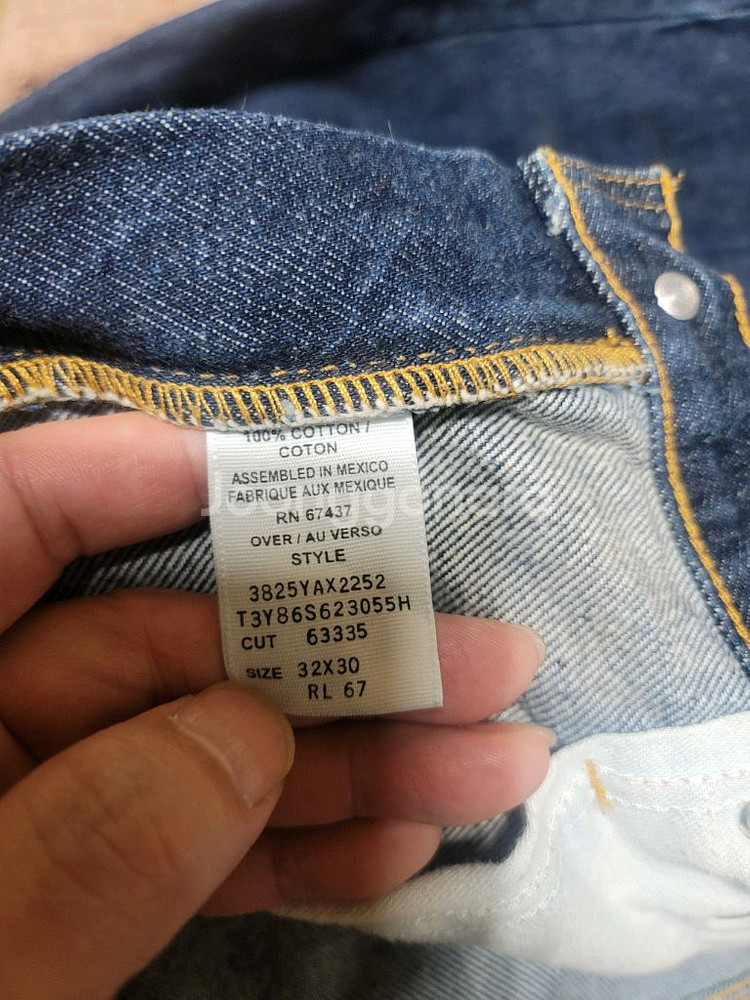 100% COTTON /
COTON
ASSEMBLED IN MEXICO
FABRIQUE AUX MEXIQUE
RN 67437
OVER / AU VERSO
STYLE
3825YAX2252
T3Y86S623055H
CUT 63335
SIZE 32X30
RL 67